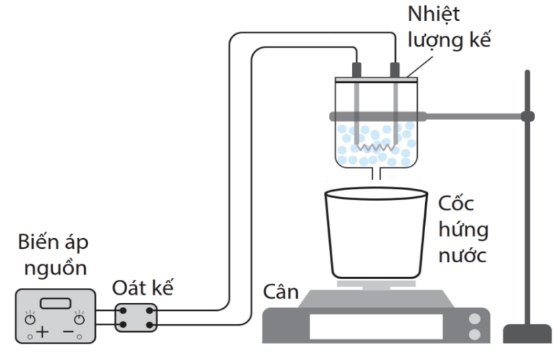 Nhiệt
lượng kế
Cốc
hứng
nước
Biến áp
nguồn
Oát kế
Cân
+ −